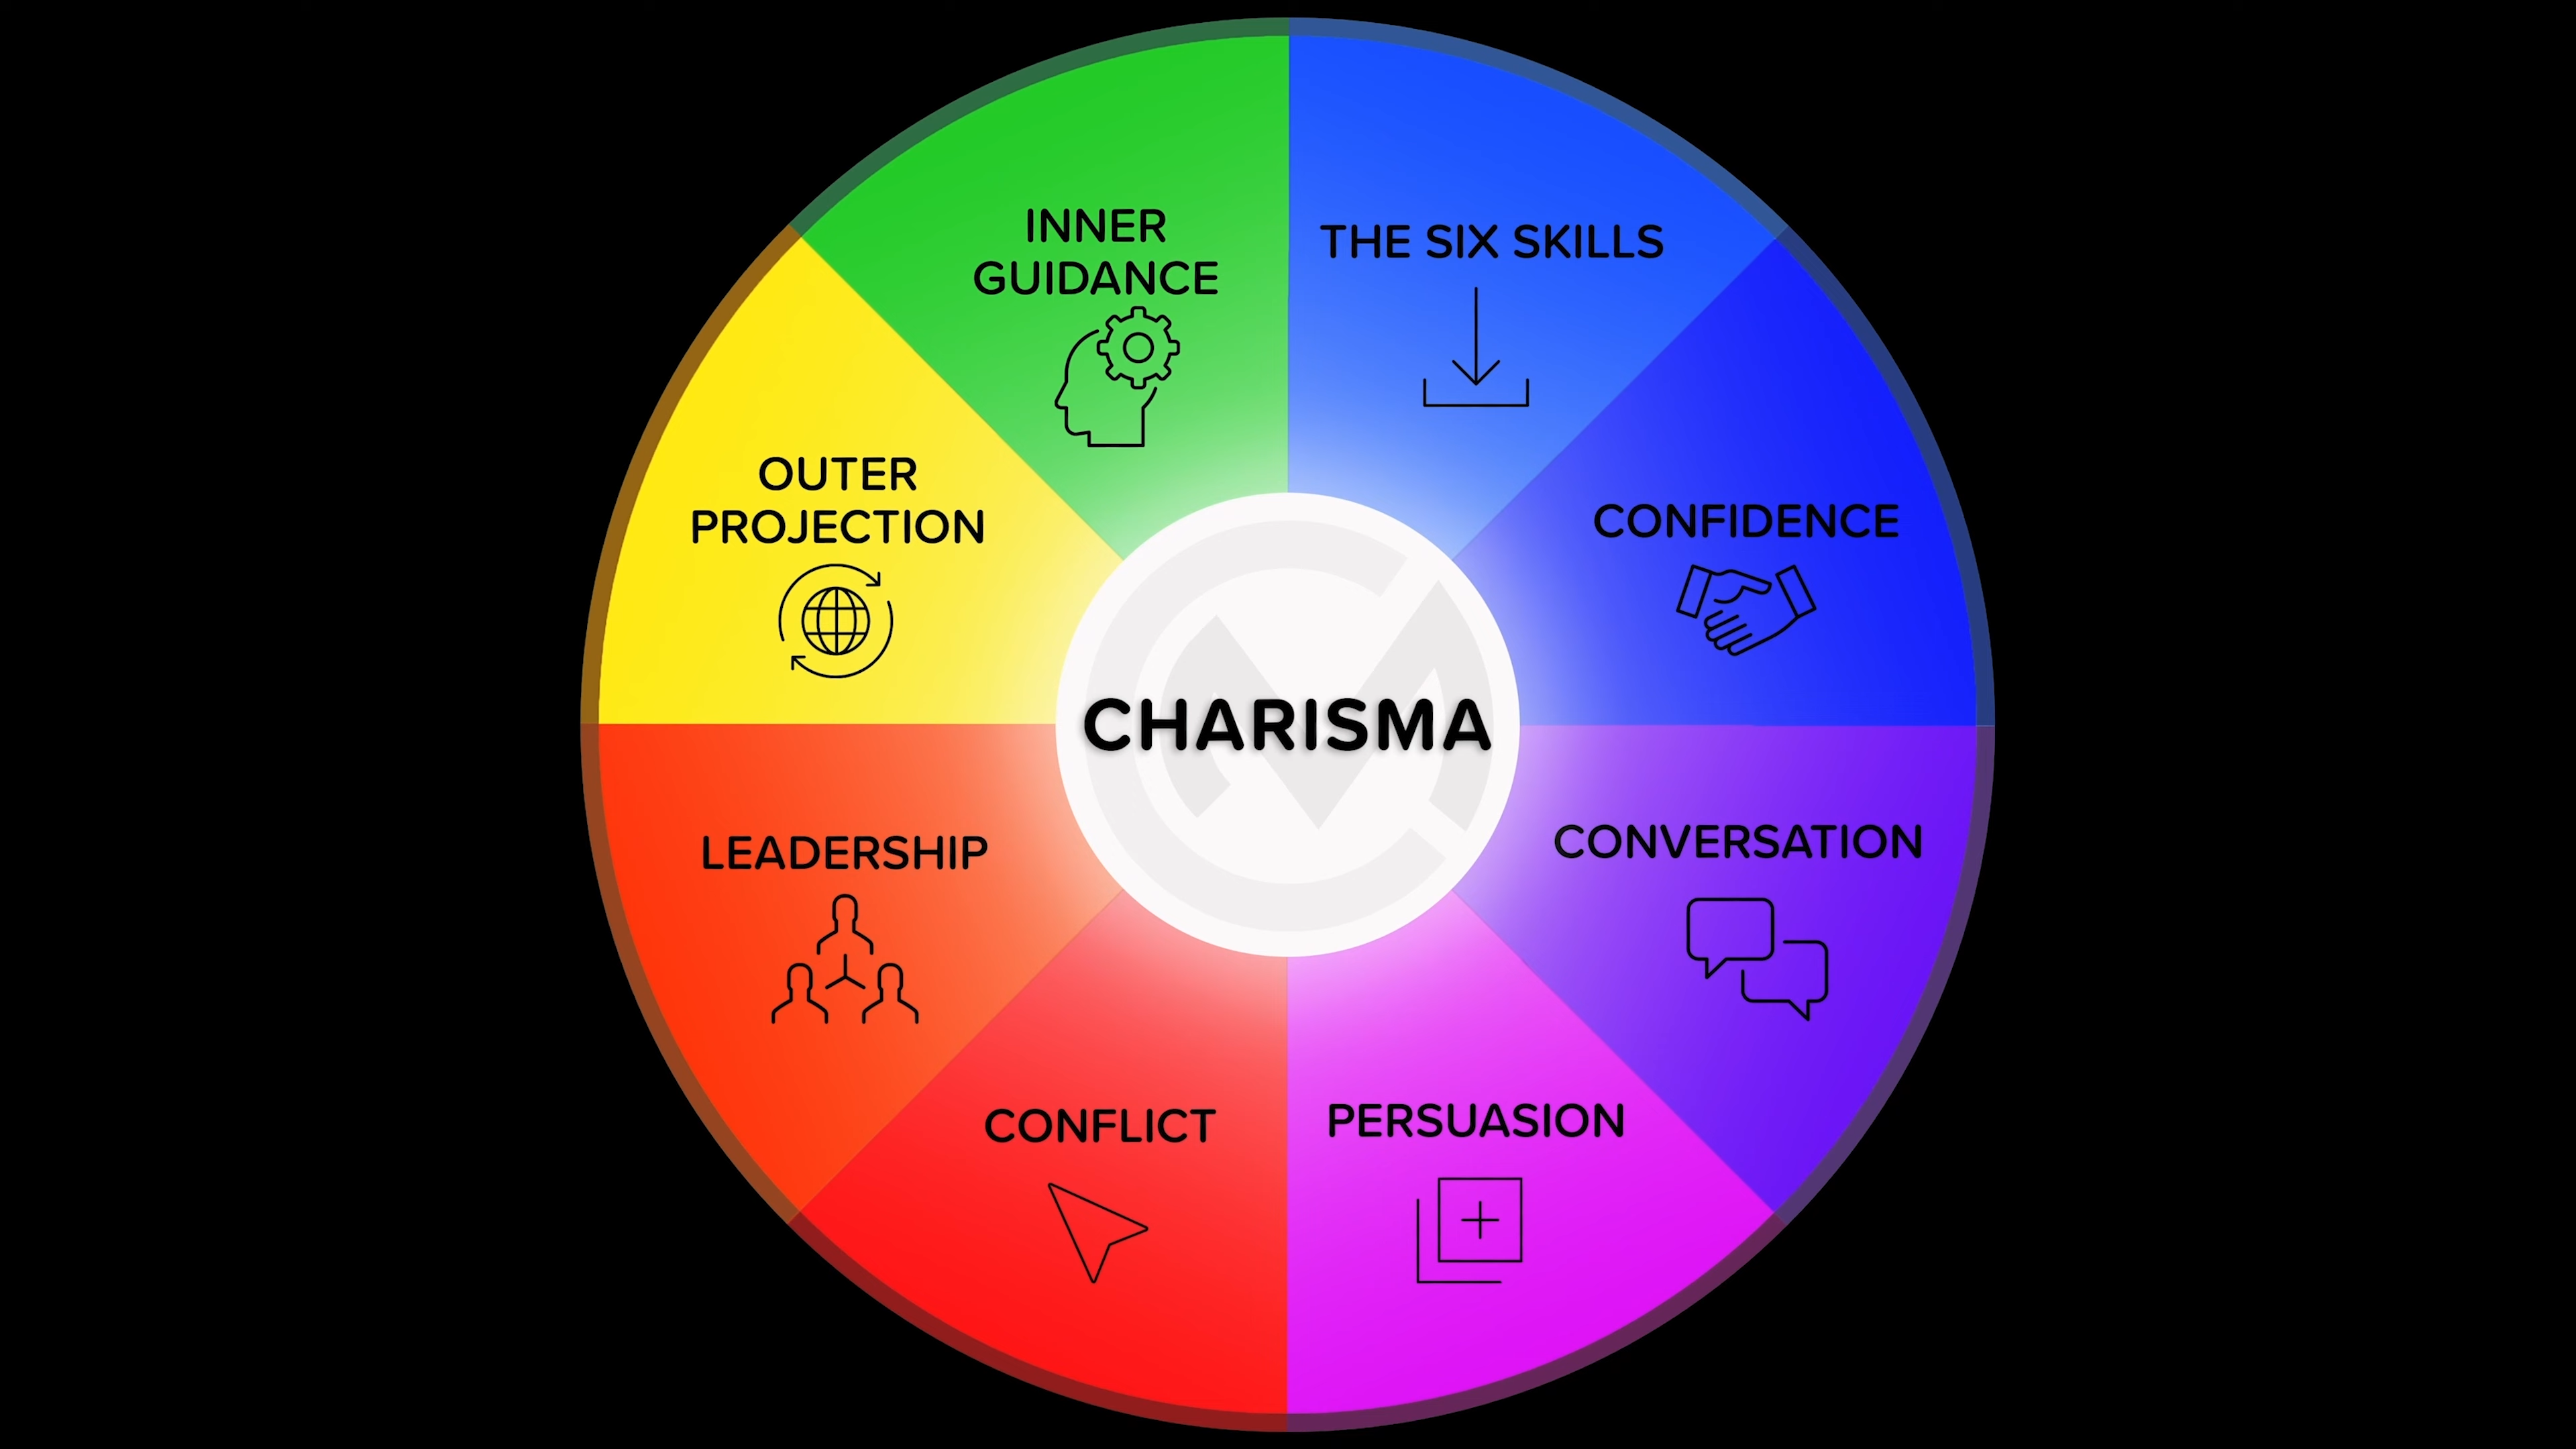 INNER
GUIDANCE
THE SIX SKILLS
OUTER
PROJECTION
CONFIDENCE
CHARISMA
LEADERSHIP
CONVERSATION
CONFLICT
PERSUASION